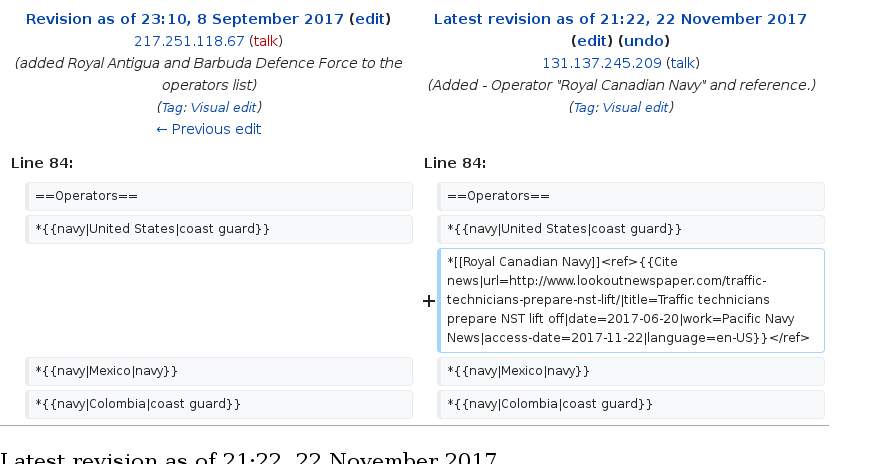 Revision as of 23:10, 8 September 2017 (edit)
217.251.118.67 (talk)
(added Royal Antigua and Barbuda Defence Force to the
operators list)
(Tag: Visual edit)
← Previous edit
Latest revision as of 21:22, 22 November 2017
(edit) (undo)
131.137.245.209 (talk)
(Added - Operator "Royal Canadian Navy" and reference.)
(Tag: Visual edit)
Line 84:
Line 84:
==Operators==
==Operators==
*{{navy|United States|coast guard}}
*{{navy|United States|coast guard}}
+
*[[Royal Canadian Navy]]<ref>{{Cite
news|url=http://www.lookoutnewspaper.com/traffic-
technicians-prepare-nst-lift/|title=Traffic technicians
prepare NST lift off|date=2017-06-20|work=Pacific Navy
News|access-date=2017-11-22|language=en-US}}</ref>
*{{navy|Mexico|navy}}
*{{navy|Mexico|navy}}
*{{navy|Colombia|coast guard}}
*{{navy|Colombia|coast guard}}
Latest revision as of 21:22, 22 November 2017